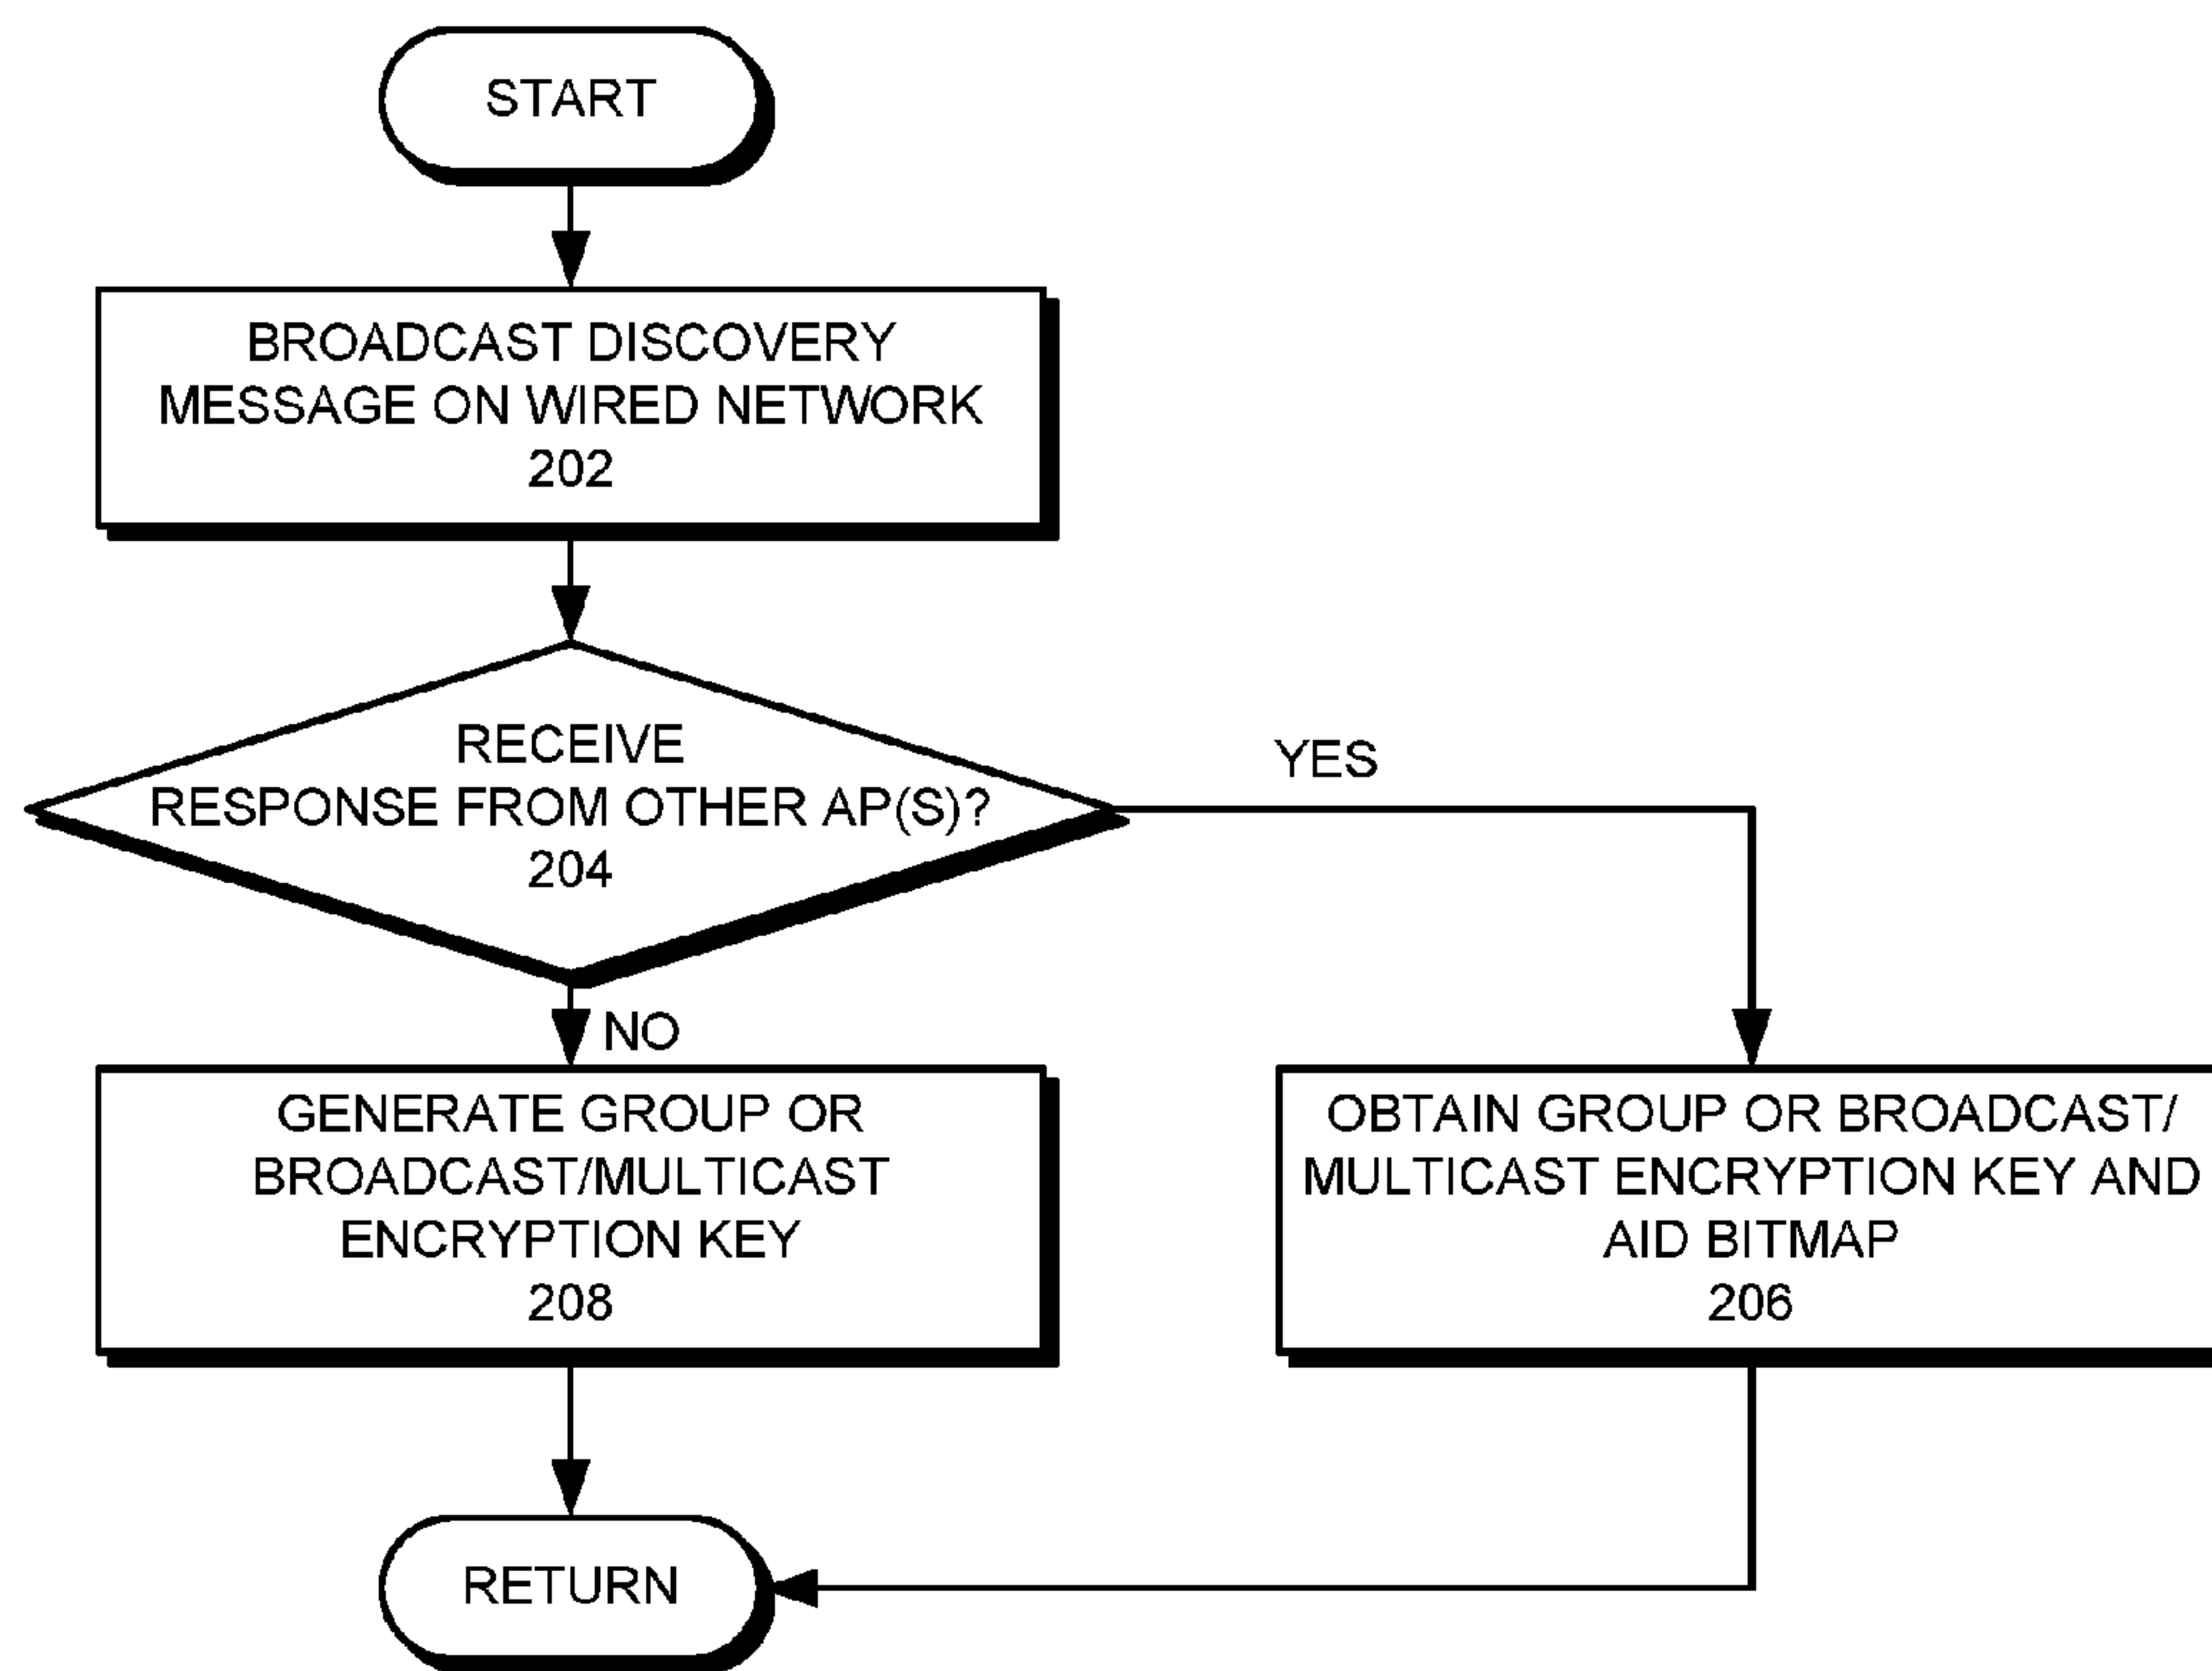 START
BROADCAST DISCOVERY
MESSAGE ON WIRED NETWORK
202
RECEIVE
RESPONSE FROM OTHER AP(S)?
204
YES
NO
GENERATE GROUP OR
BROADCAST/MULTICAST
ENCRYPTION KEY
208
OBTAIN GROUP OR BROADCAST/
MULTICAST ENCRYPTION KEY AND
AID BITMAP
206
RETURN